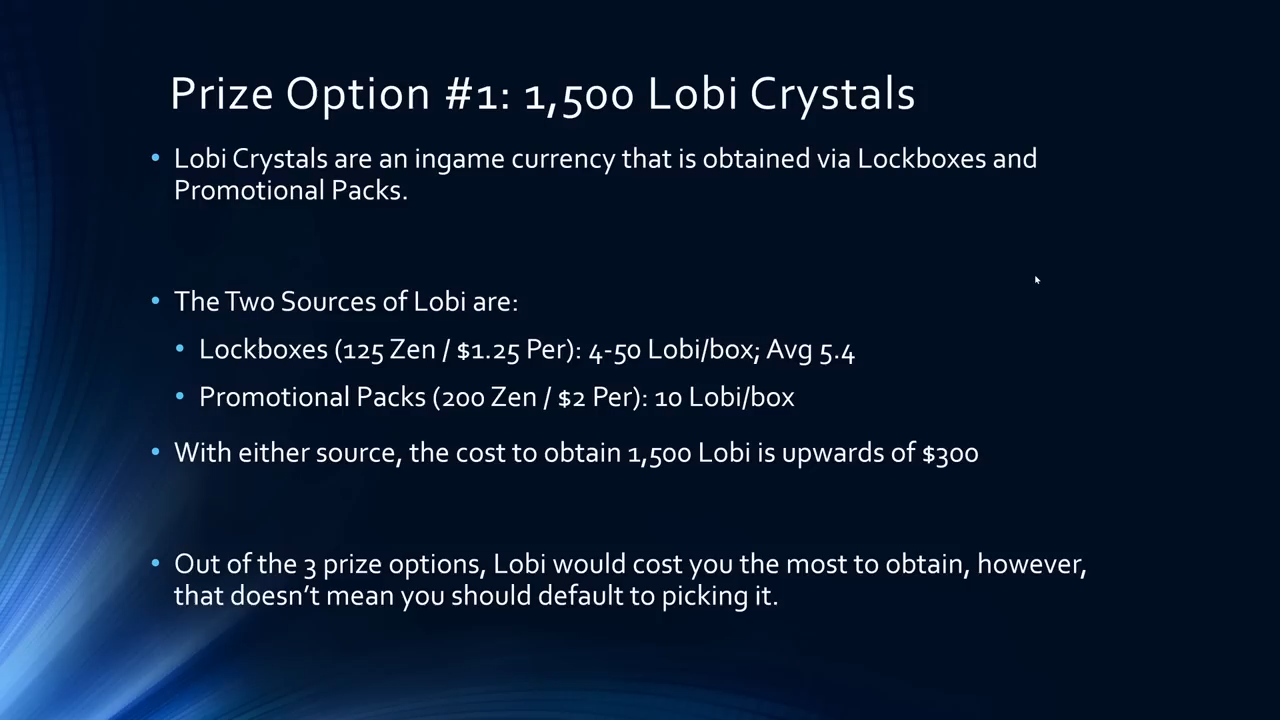 Prize Option #1: 1,500 Lobi Crystals
• Lobi Crystals are an ingame currency that is obtained via Lockboxes and
Promotional Packs.
• The Two Sources of Lobi are:
• Lockboxes (125 Zen / $1.25 Per): 4-50 Lobi/box; Avg 5.4
• Promotional Packs (200 Zen / $2 Per): 10 Lobi/box
• With either source, the cost to obtain 1,500 Lobi is upwards of $300
• Out of the 3 prize options, Lobi would cost you the most to obtain, however,
that doesn’t mean you should default to picking it.